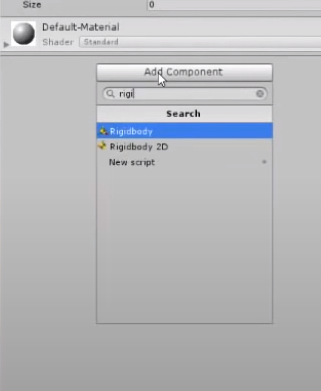 Size 0
Default-Material
Shader Standard
Add Component
rigi
Search
Rigidbody
Rigidbody 2D
New script